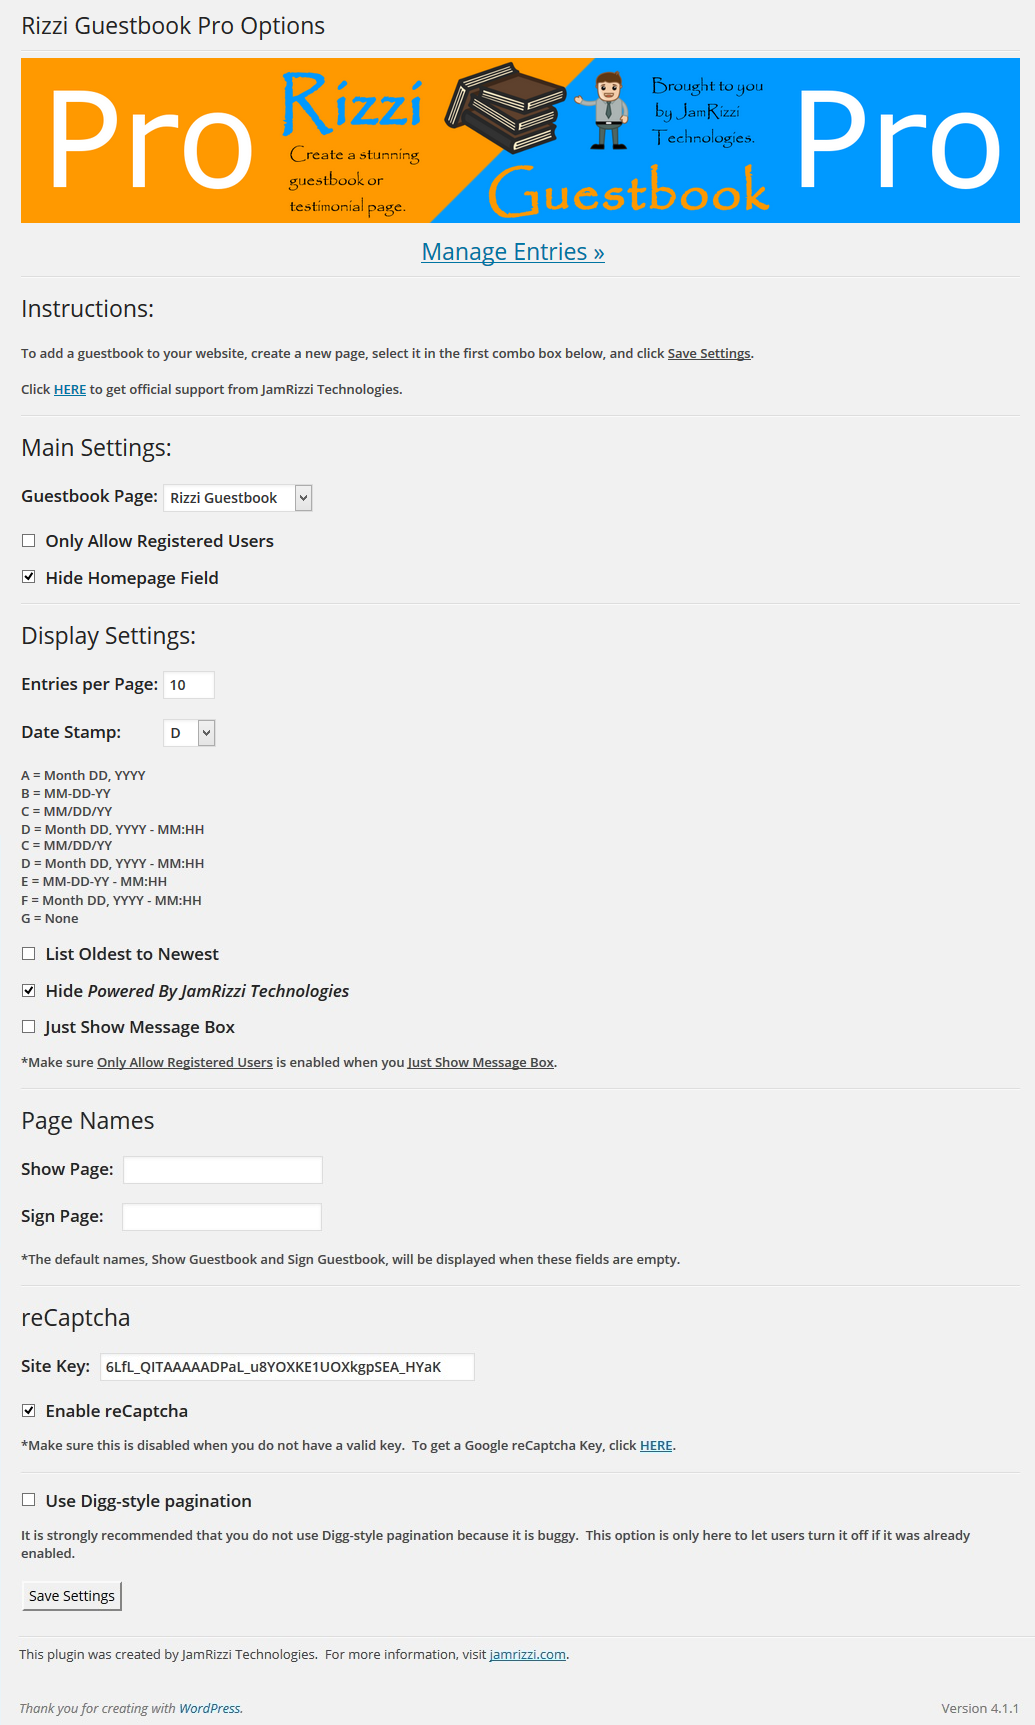 Rizzi Guestbook Pro Options
Pro
Rizzi
Create a stunning
guestbook or
testimonial page.
Brought to you
by JamRizzi
Technologies.
Guestbook
Pro
Manage Entries »
Instructions:
To add a guestbook to your website, create a new page, select it in the first combo box below, and click Save Settings.
Click HERE to get official support from JamRizzi Technologies.
Main Settings:
Guestbook Page: Rizzi Guestbook
Only Allow Registered Users
Hide Homepage Field
Display Settings:
Entries per Page: 10
Date Stamp: D
A = Month DD, YYYY
B = MM-DD-YY
C = MM/DD/YY
D = Month DD, YYYY - MM:HH
C = MM/DD/YY
D = Month DD, YYYY - MM:HH
E = MM-DD-YY - MM:HH
F = Month DD, YYYY - MM:HH
G = None
List Oldest to Newest
Hide Powered By JamRizzi Technologies
Just Show Message Box
*Make sure Only Allow Registered Users is enabled when you Just Show Message Box.
Page Names
Show Page:
Sign Page:
*The default names, Show Guestbook and Sign Guestbook, will be displayed when these fields are empty.
reCaptcha
Site Key: 6LfL_QITAAAAADPaL_u8YOXKE1UOXkgpSEA_HYaK
Enable reCaptcha
*Make sure this is disabled when you do not have a valid key.  To get a Google reCaptcha Key, click HERE.
Use Digg-style pagination
It is strongly recommended that you do not use Digg-style pagination because it is buggy.  This option is only here to let users turn it off if it was already
enabled.
Save Settings
This plugin was created by JamRizzi Technologies.  For more information, visit jamrizzi.com.
Thank you for creating with WordPress.
Version 4.1.1